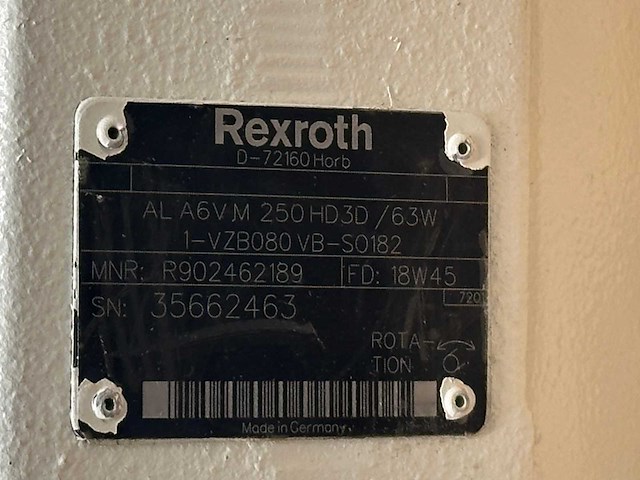 Rexroth
D-72160 Horb
AL A6VM 250 HD3D /63W
1-VZB080 VB-S0182
MNR: R902462189 FD: 18W45
720
SN: 35662463
ROTA-
TION
Made in Germany